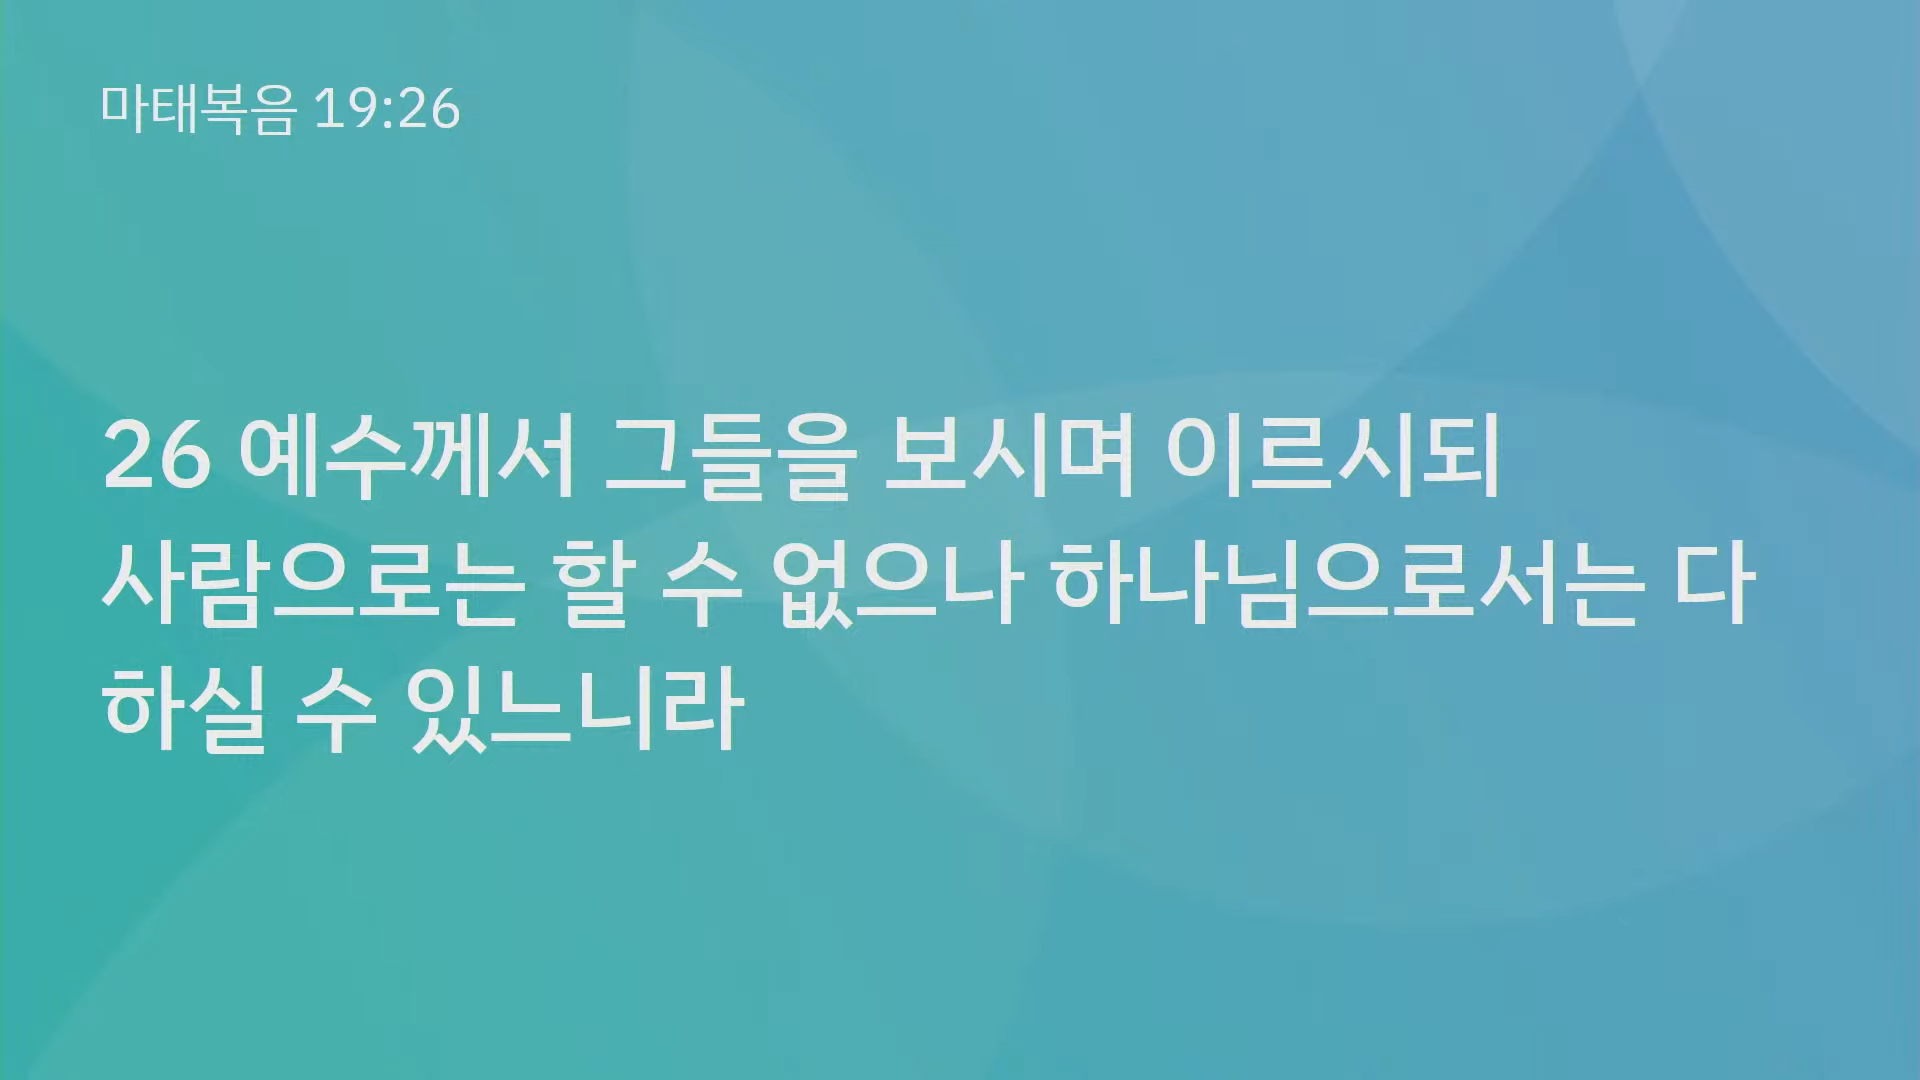 마태복음 19:26
26 예수께서 그들을 보시며 이르시되
사람으로는 할 수 없으나 하나님으로서는 다
하실 수 있느니라